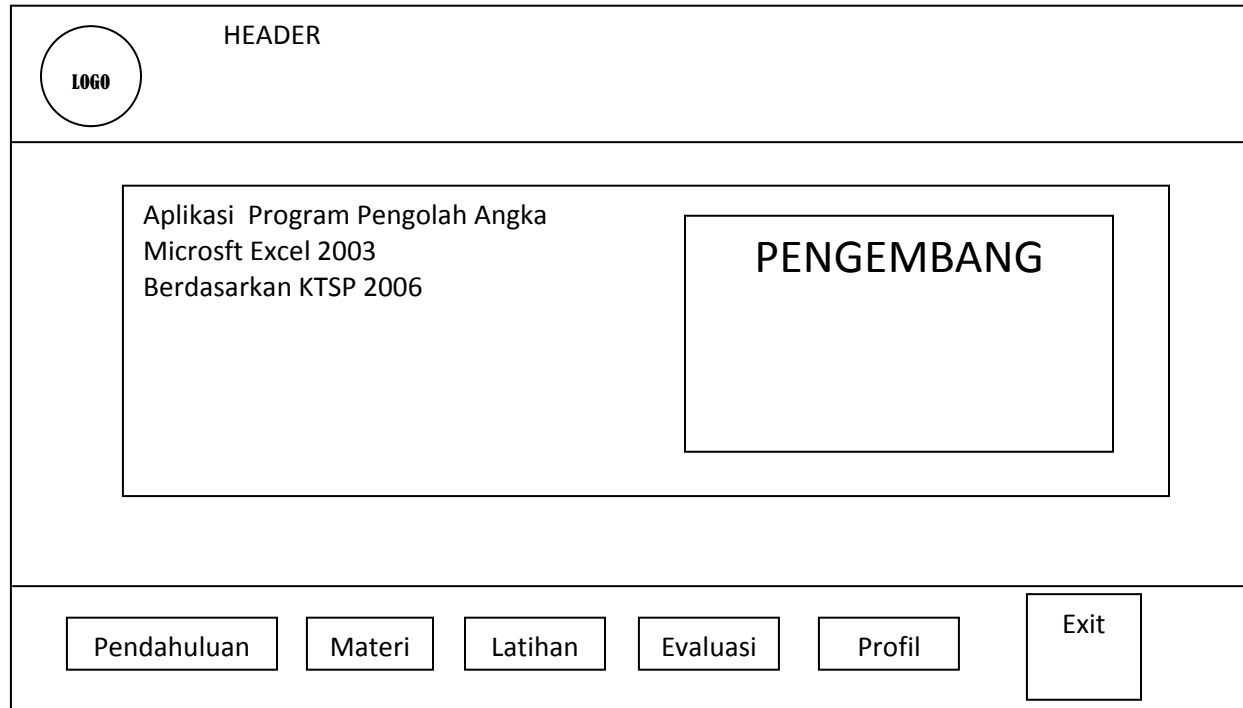 HEADER
LOGO
Aplikasi Program Pengolah Angka
Microsft Excel 2003
Berdasarkan KTSP 2006
PENGEMBANG
Pendahuluan
Materi
Latihan
Evaluasi
Profil
Exit